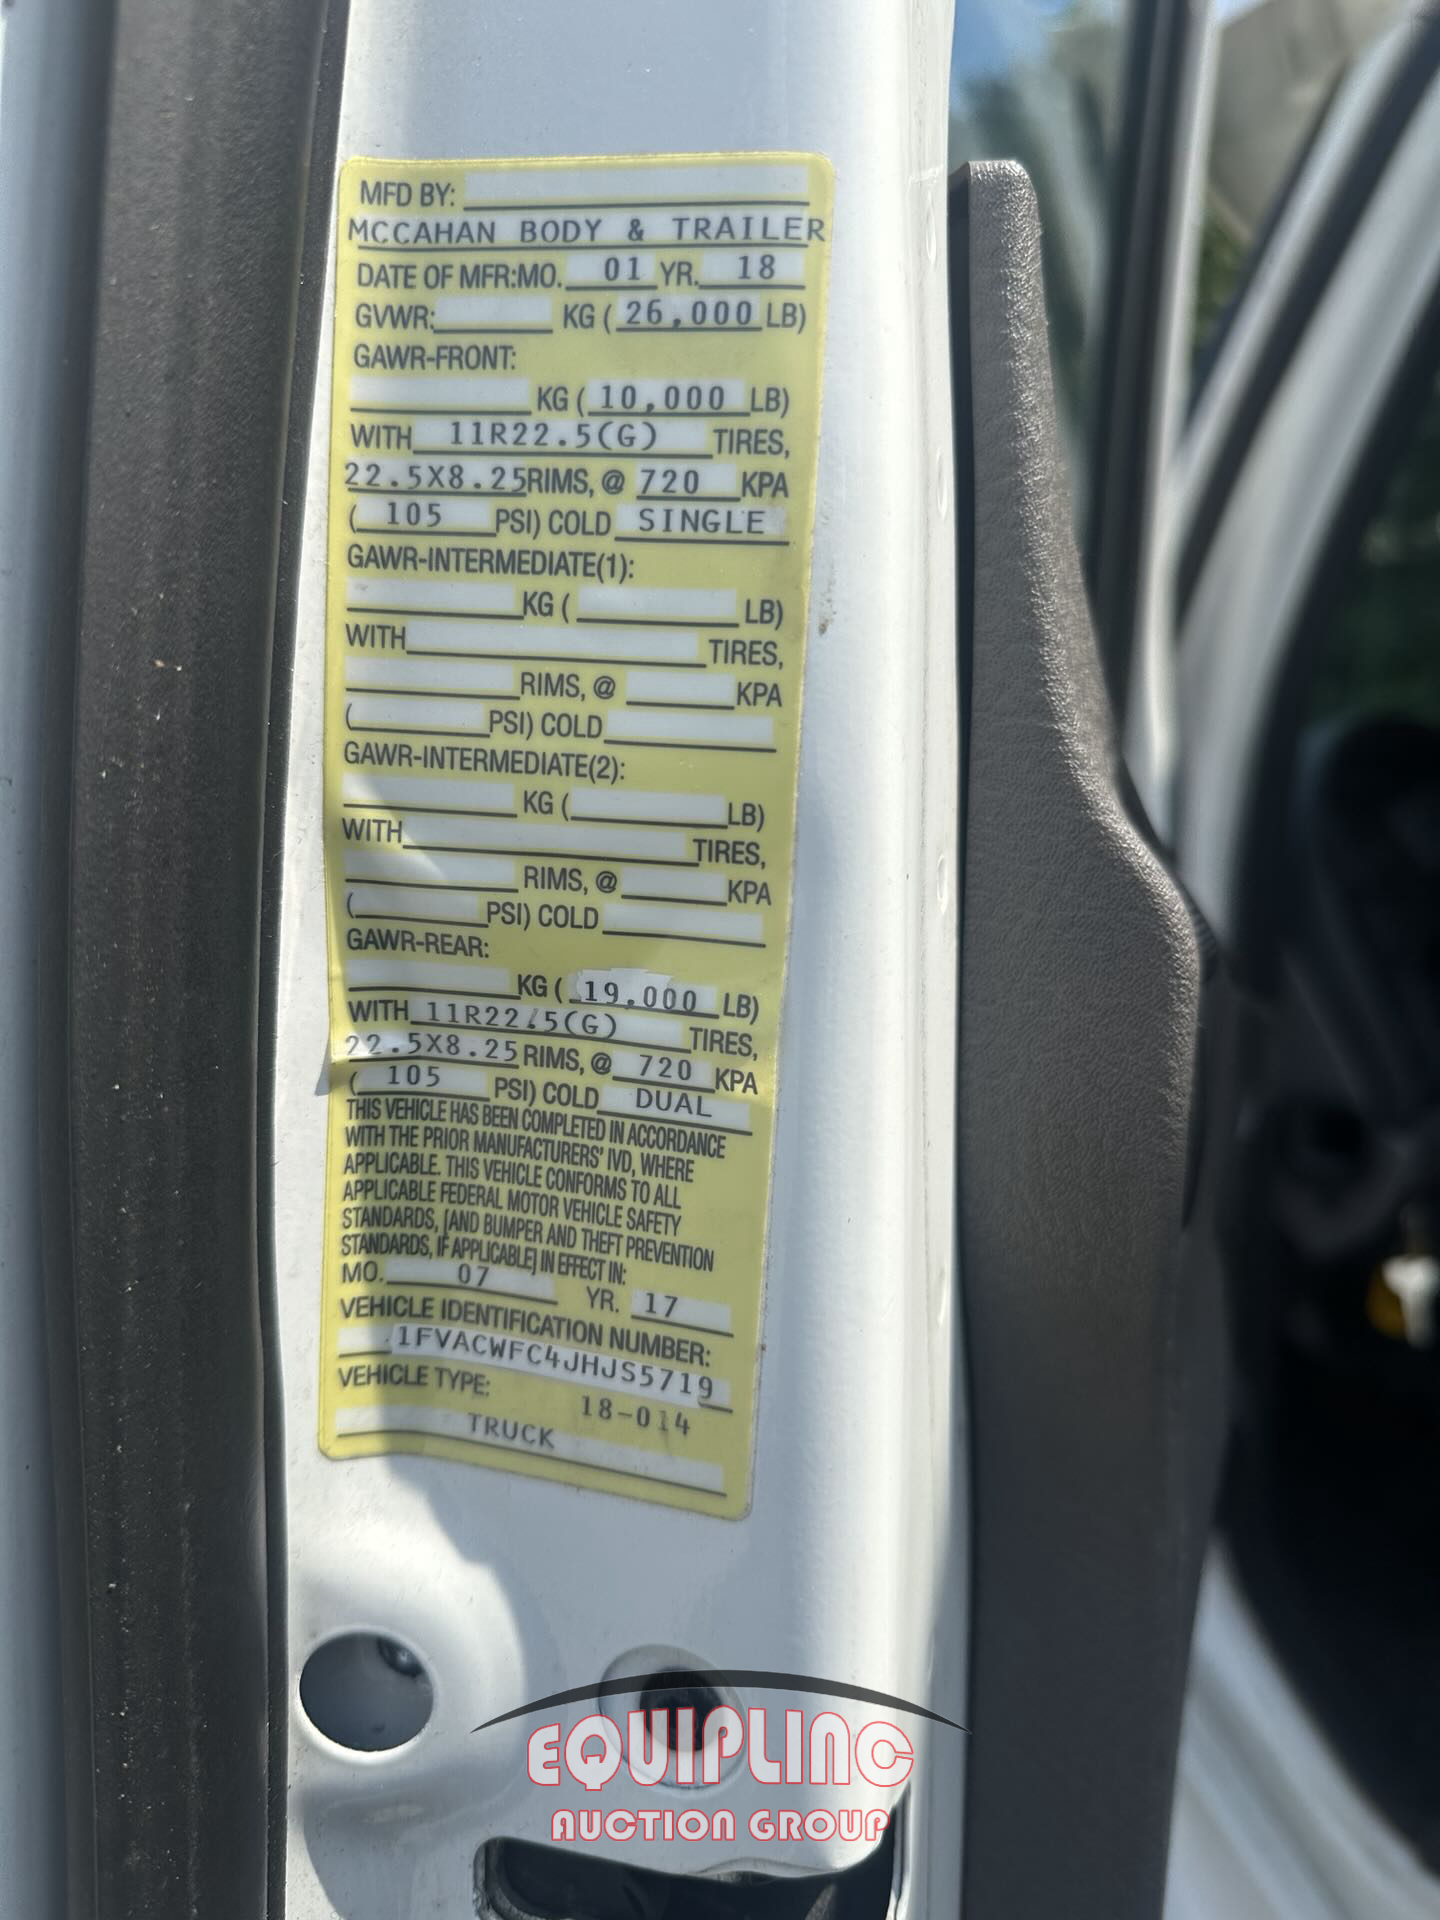 MFD BY:
MCCAHAN BODY & TRAILER
DATE OF MFR:MO. 01 YR. 18
GVWR: KG ( 26,000 LB)
GAWR-FRONT:
KG ( 10,000 LB)
WITH 11R22.5(G) TIRES,
22.5X8.25 RIMS, @ 720 KPA
( 105 PSI) COLD SINGLE
GAWR-INTERMEDIATE(1):
KG ( LB)
WITH TIRES,
RIMS, @ KPA
( PSI) COLD
GAWR-INTERMEDIATE(2):
KG ( LB)
WITH TIRES,
RIMS, @ KPA
( PSI) COLD
GAWR-REAR:
KG ( 19,000 LB)
WITH 11R22.5(G) TIRES,
22.5X8.25 RIMS, @ 720 KPA
( 105 PSI) COLD DUAL
THIS VEHICLE HAS BEEN COMPLETED IN ACCORDANCE
WITH THE PRIOR MANUFACTURERS' IVD, WHERE
APPLICABLE. THIS VEHICLE CONFORMS TO ALL
APPLICABLE FEDERAL MOTOR VEHICLE SAFETY
STANDARDS, [AND BUMPER AND THEFT PREVENTION
STANDARDS, IF APPLICABLE] IN EFFECT IN:
MO. 07 YR. 17
VEHICLE IDENTIFICATION NUMBER:
1FVACWFC4JHJS5719
VEHICLE TYPE: 18-014
TRUCK
EQUIPLINC
AUCTION GROUP